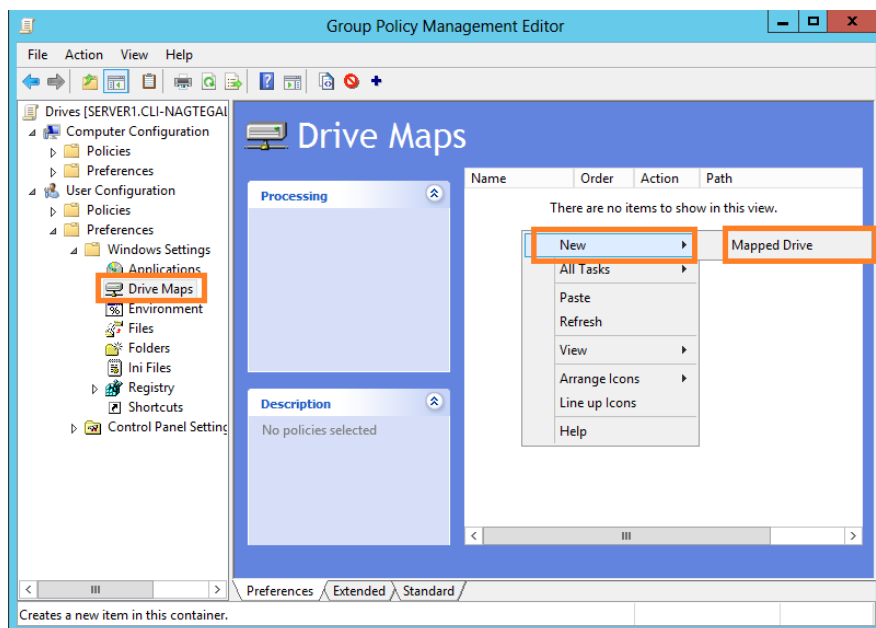 Group Policy Management Editor
File Action View Help
Drives [SERVER1.CLI-NAGTEGAL
Computer Configuration
Policies
Preferences
User Configuration
Policies
Preferences
Windows Settings
Applications
Drive Maps
Environment
Files
Folders
Ini Files
Registry
Shortcuts
Control Panel Setting
Drive Maps
Processing
Description
No policies selected
Name Order Action Path
There are no items to show in this view.
New
Mapped Drive
All Tasks
Paste
Refresh
View
Arrange Icons
Line up Icons
Help
Preferences Extended Standard
Creates a new item in this container.